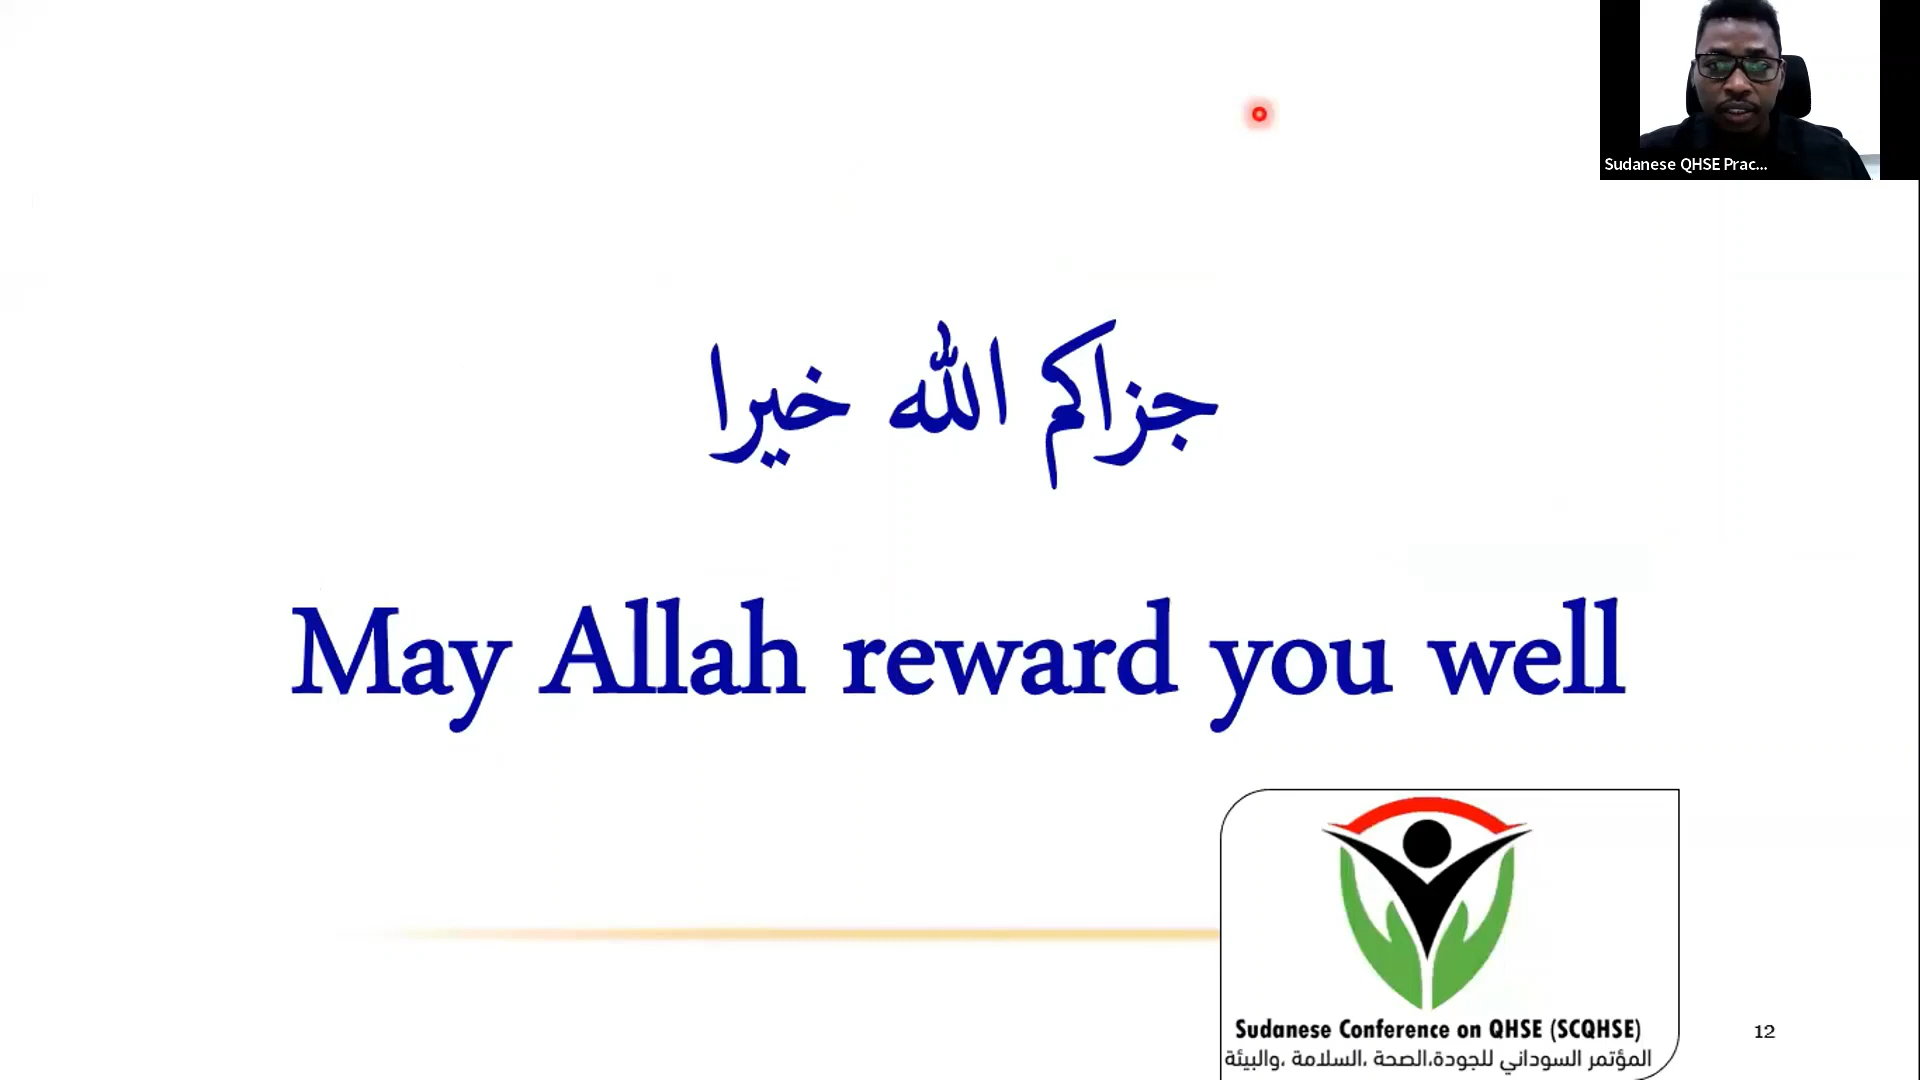 Sudanese QHSE Prac...
جزاكم الله خيرا
May Allah reward you well
Sudanese Conference on QHSE (SCQHSE)
المؤتمر السوداني للجودة،الصحة ،السلامة ،والبيئة
12